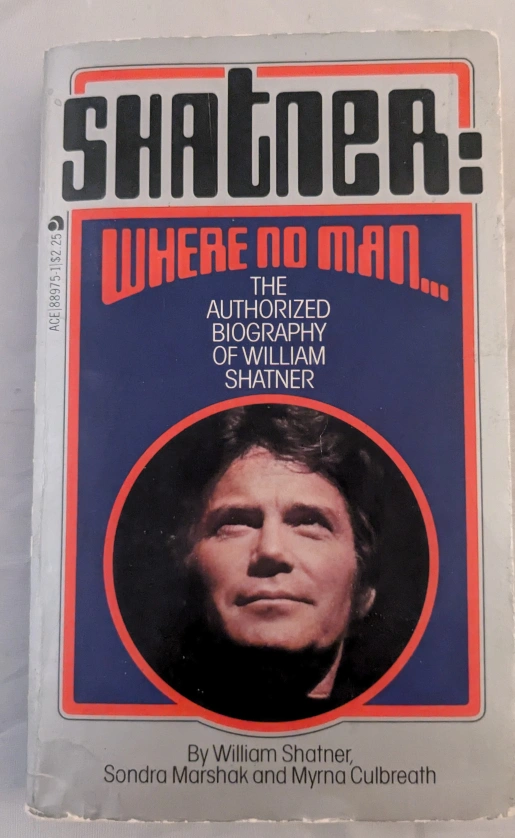 SHATNER:
WHERE NO MAN...
THE
AUTHORIZED
BIOGRAPHY
OF WILLIAM
SHATNER
ACE|88975-1|$2.25
By William Shatner,
Sondra Marshak and Myrna Culbreath